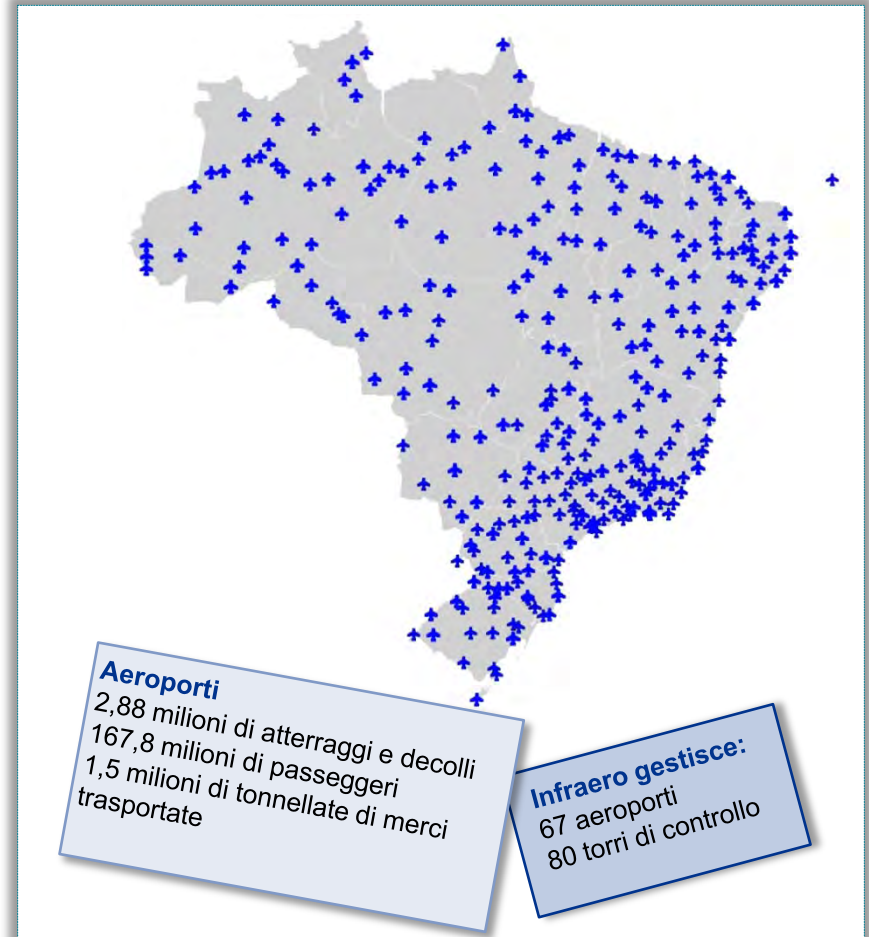 Aeroporti
2,88 milioni di atterraggi e decolli
167,8 milioni di passeggeri
1,5 milioni di tonnellate di merci
trasportate
Infraero gestisce:
67 aeroporti
80 torri di controllo